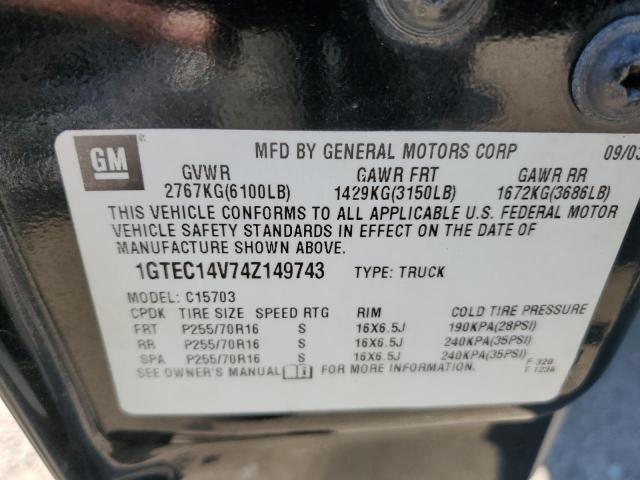 GM
MFD BY GENERAL MOTORS CORP 09/03
GVWR GAWR FRT GAWR RR
2767KG(6100LB) 1429KG(3150LB) 1672KG(3686LB)
THIS VEHICLE CONFORMS TO ALL APPLICABLE U.S. FEDERAL MOTOR
VEHICLE SAFETY STANDARDS IN EFFECT ON THE DATE OF
MANUFACTURE SHOWN ABOVE.
1GTEC14V74Z149743 TYPE: TRUCK
MODEL: C15703
CPDK TIRE SIZE SPEED RTG RIM COLD TIRE PRESSURE
FRT P255/70R16 S 16X6.5J 190KPA(28PSI)
RR P255/70R16 S 16X6.5J 240KPA(35PSI)
SPA P255/70R16 S 16X6.5J 240KPA(35PSI)
SEE OWNER'S MANUAL FOR MORE INFORMATION.
F 320
T 1236